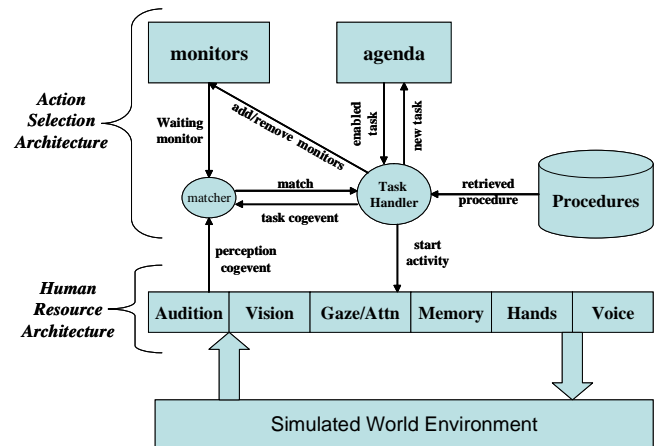 monitors
agenda
Action
Selection
Architecture
Waiting
monitor
add/remove monitors
enabled
task
new task
matcher
match
task cogevent
Task
Handler
retrieved
procedure
Procedures
perception
cogevent
start
activity
Human
Resource
Architecture
Audition
Vision
Gaze/Attn
Memory
Hands
Voice
Simulated World Environment